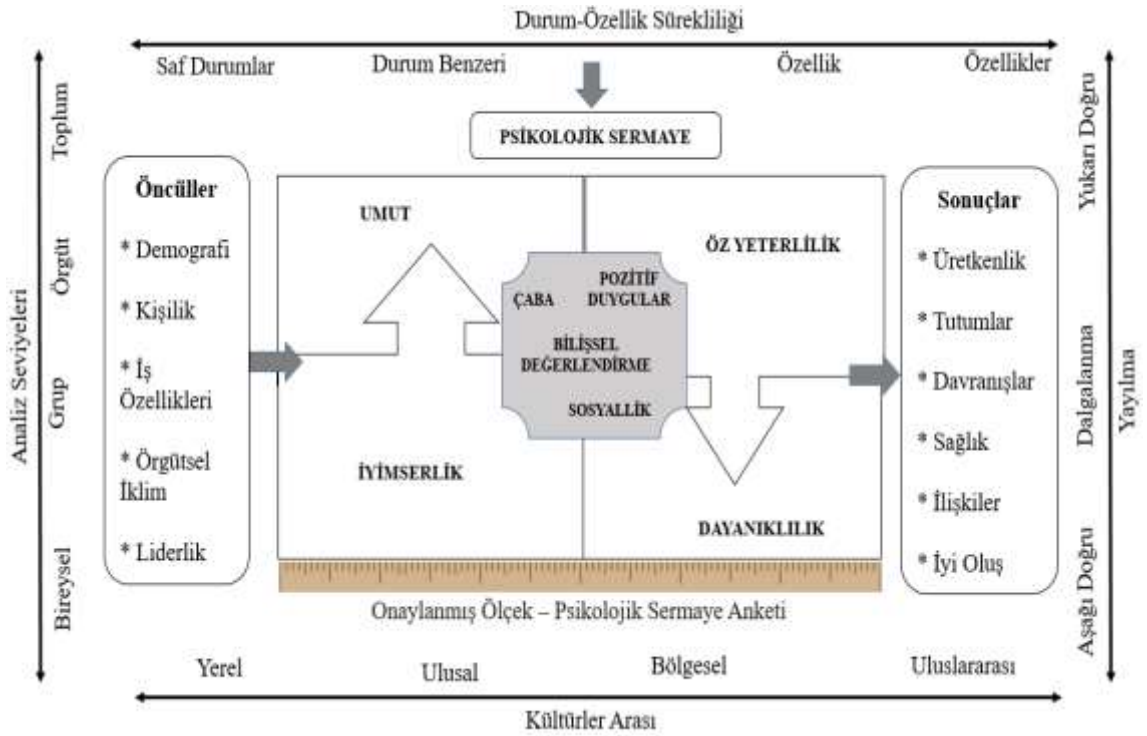 Durum-Özellik Sürekliliği
Saf Durumlar
Durum Benzeri
Özellik
Özellikler
PSİKOLOJİK SERMAYE
Analiz Seviyeleri
Toplum
Örgüt
Grup
Bireysel
Öncüller
* Demografi
* Kişilik
* İş
Özellikleri
* Örgütsel
İklim
* Liderlik
UMUT
ÖZ YETERLİLİK
ÇABA
POZİTİF
DUYGULAR
BİLİŞSEL
DEĞERLENDİRME
SOSYALLİK
İYİMSERLİK
DAYANIKLILIK
Sonuçlar
* Üretkenlik
* Tutumlar
* Davranışlar
* Sağlık
* İlişkiler
* İyi Oluş
Yukarı Doğru
Dalgalanma
Aşağı Doğru
Yayılma
Onaylanmış Ölçek – Psikolojik Sermaye Anketi
Yerel
Ulusal
Bölgesel
Uluslararası
Kültürler Arası